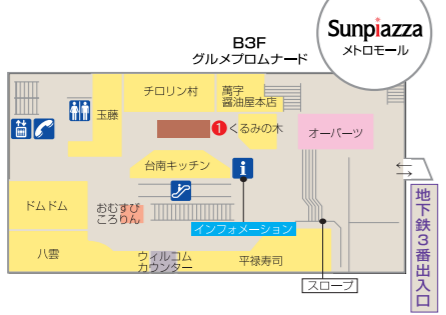 Sunpiazza
メトロモール
B3F
グルメプロムナード
チロリン村
萬字
醤油屋本店
玉藤
1
くるみの木
オーパーツ
台南キッチン
i
ドムドム
おむすび
ころりん
インフォメーション
八雲
ウィルコム
カウンター
平禄寿司
スロープ
地下鉄3番出入口